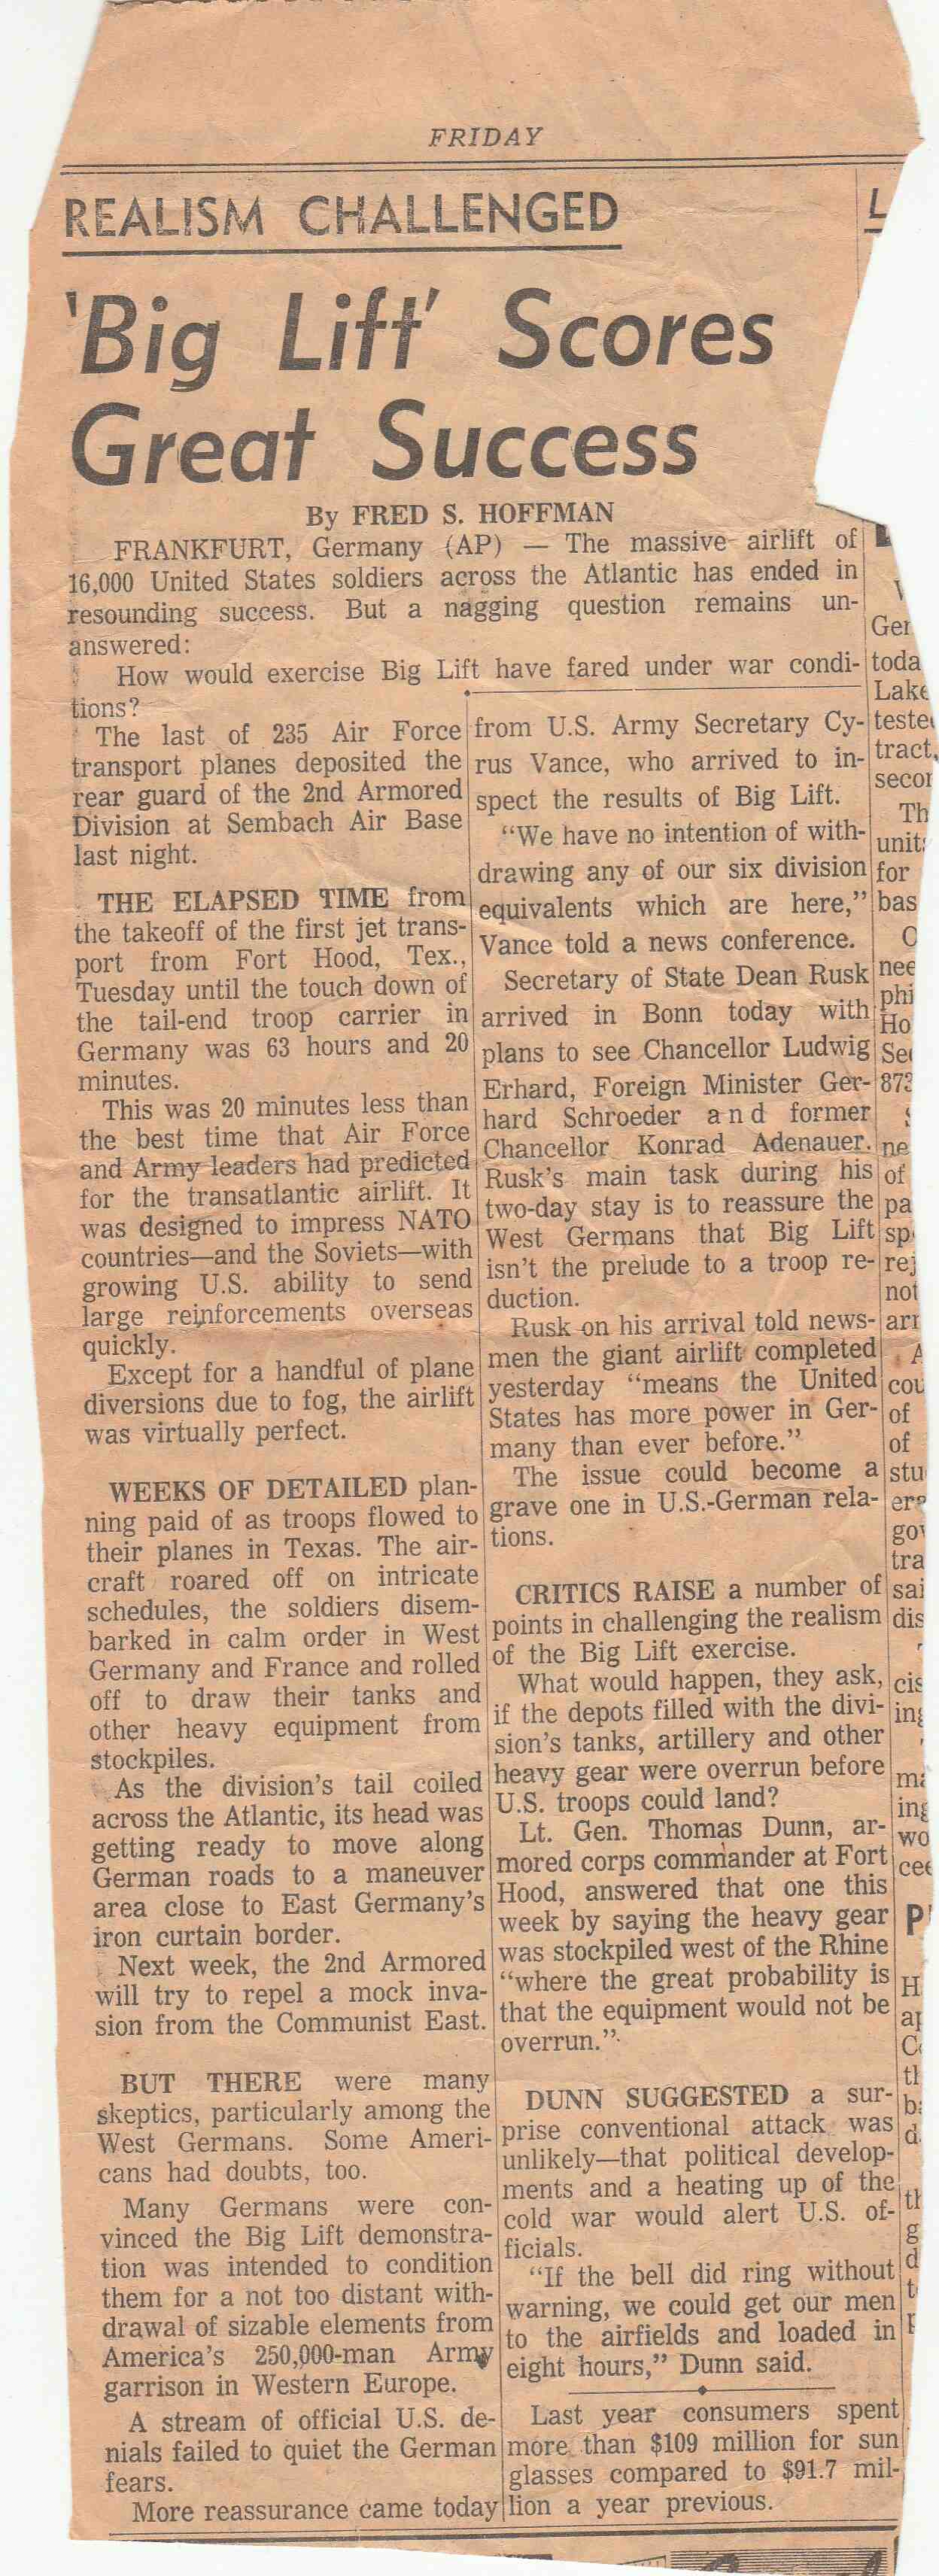 FRIDAY
REALISM CHALLENGED
'Big Lift' Scores
Great Success
By FRED S. HOFFMAN
FRANKFURT, Germany (AP) — The massive airlift of
16,000 United States soldiers across the Atlantic has ended in
resounding success. But a nagging question remains un-
answered:
How would exercise Big Lift have fared under war condi-
tions?
The last of 235 Air Force
transport planes deposited the
rear guard of the 2nd Armored
Division at Sembach Air Base
last night.
THE ELAPSED TIME from
the takeoff of the first jet trans-
port from Fort Hood, Tex.,
Tuesday until the touch down of
the tail-end troop carrier in
Germany was 63 hours and 20
minutes.
This was 20 minutes less than
the best time that Air Force
and Army leaders had predicted
for the transatlantic airlift. It
was designed to impress NATO
countries—and the Soviets—with
growing U.S. ability to send
large reinforcements overseas
quickly.
Except for a handful of plane
diversions due to fog, the airlift
was virtually perfect.
WEEKS OF DETAILED plan-
ning paid of as troops flowed to
their planes in Texas. The air-
craft roared off on intricate
schedules, the soldiers disem-
barked in calm order in West
Germany and France and rolled
off to draw their tanks and
other heavy equipment from
stockpiles.
As the division's tail coiled
across the Atlantic, its head was
getting ready to move along
German roads to a maneuver
area close to East Germany's
iron curtain border.
Next week, the 2nd Armored
will try to repel a mock inva-
sion from the Communist East.
BUT THERE were many
skeptics, particularly among the
West Germans. Some Ameri-
cans had doubts, too.
Many Germans were con-
vinced the Big Lift demonstra-
tion was intended to condition
them for a not too distant with-
drawal of sizable elements from
America's 250,000-man Army
garrison in Western Europe.
A stream of official U.S. de-
nials failed to quiet the German
fears.
More reassurance came today
from U.S. Army Secretary Cy-
rus Vance, who arrived to in-
spect the results of Big Lift.
"We have no intention of with-
drawing any of our six division
equivalents which are here,"
Vance told a news conference.
Secretary of State Dean Rusk
arrived in Bonn today with
plans to see Chancellor Ludwig
Erhard, Foreign Minister Ger-
hard Schroeder and former
Chancellor Konrad Adenauer.
Rusk's main task during his
two-day stay is to reassure the
West Germans that Big Lift
isn't the prelude to a troop re-
duction.
Rusk on his arrival told news-
men the giant airlift completed
yesterday "means the United
States has more power in Ger-
many than ever before."
The issue could become a
grave one in U.S.-German rela-
tions.
CRITICS RAISE a number of
points in challenging the realism
of the Big Lift exercise.
What would happen, they ask,
if the depots filled with the divi-
sion's tanks, artillery and other
heavy gear were overrun before
U.S. troops could land?
Lt. Gen. Thomas Dunn, ar-
mored corps commander at Fort
Hood, answered that one this
week by saying the heavy gear
was stockpiled west of the Rhine
"where the great probability is
that the equipment would not be
overrun."
DUNN SUGGESTED a sur-
prise conventional attack was
unlikely—that political develop-
ments and a heating up of the
cold war would alert U.S. of-
ficials.
"If the bell did ring without
warning, we could get our men
to the airfields and loaded in
eight hours," Dunn said.
Last year consumers spent
more than $109 million for sun
glasses compared to $91.7 mil-
lion a year previous.